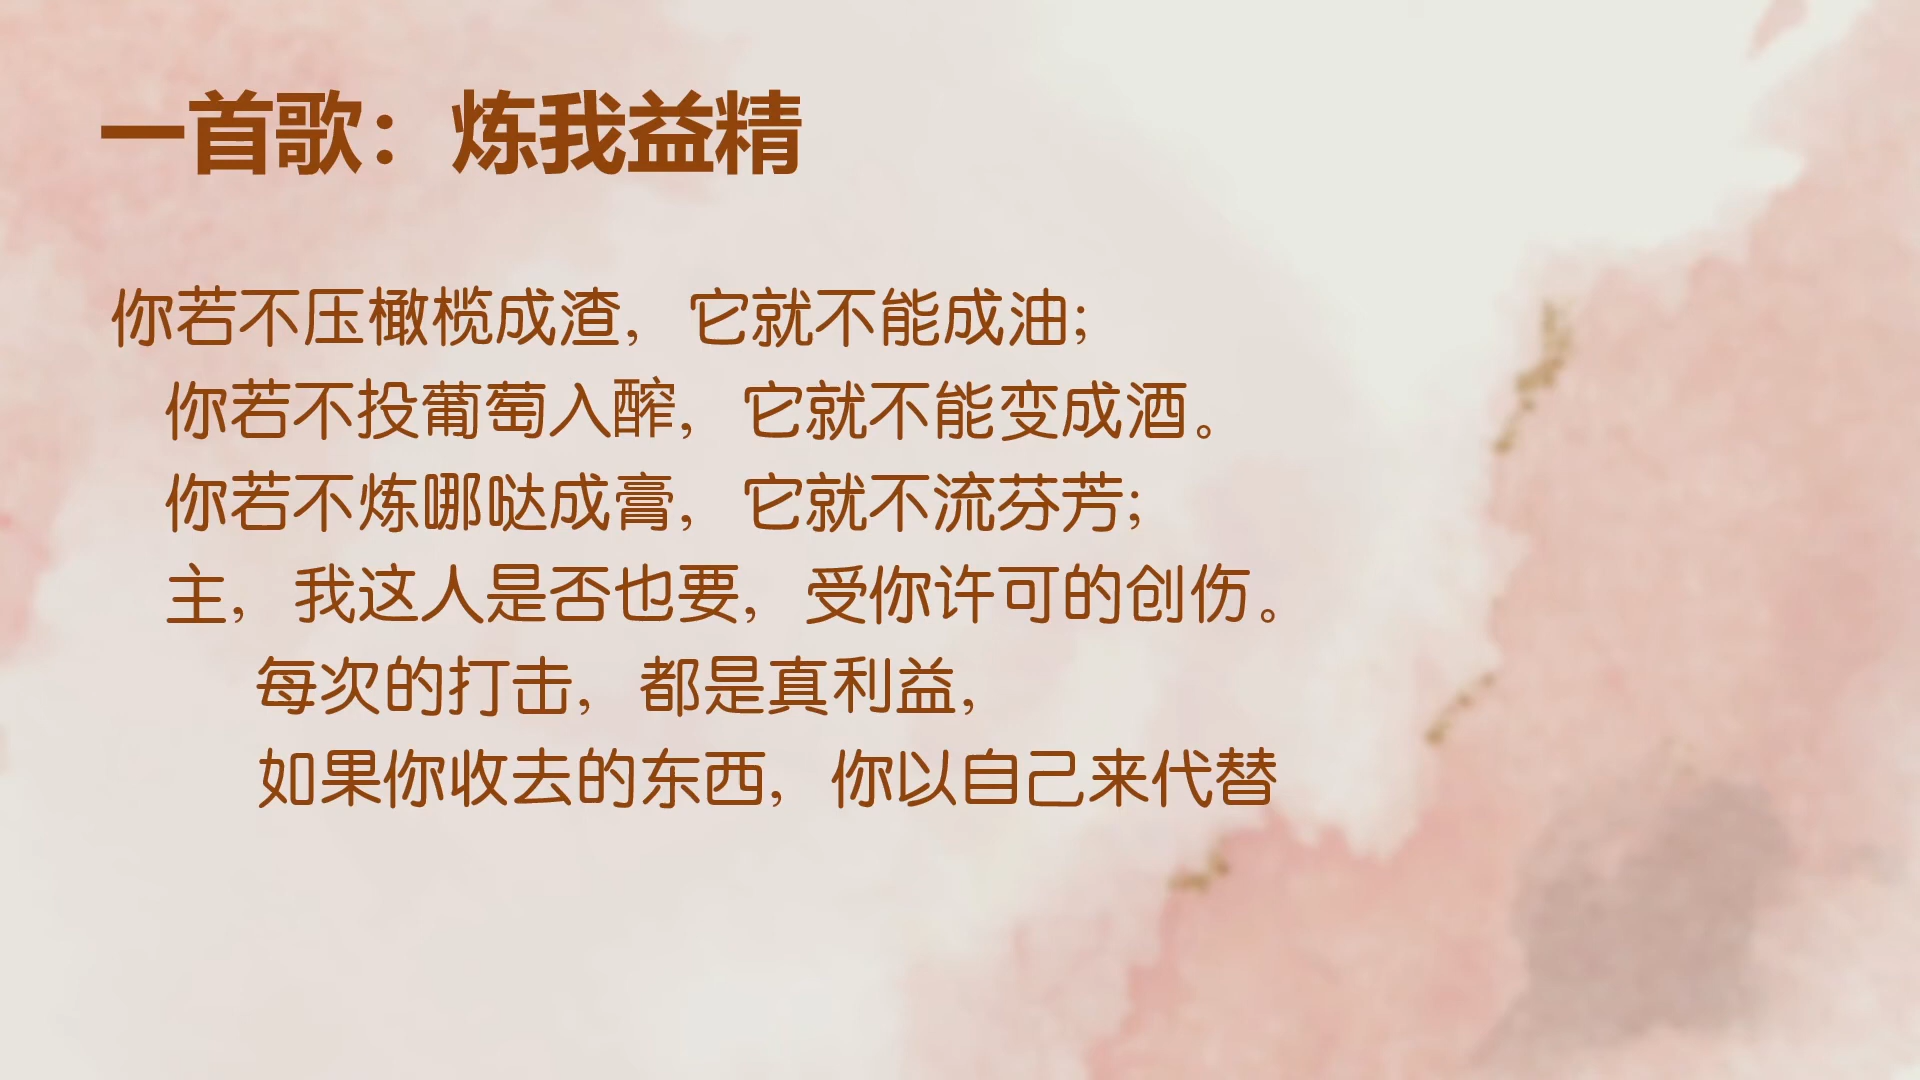 一首歌：炼我益精
你若不压橄榄成渣，它就不能成油；
你若不投葡萄入醡，它就不能变成酒。
你若不炼哪哒成膏，它就不流芬芳；
主，我这人是否也要，受你许可的创伤。
每次的打击，都是真利益，
如果你收去的东西，你以自己来代替